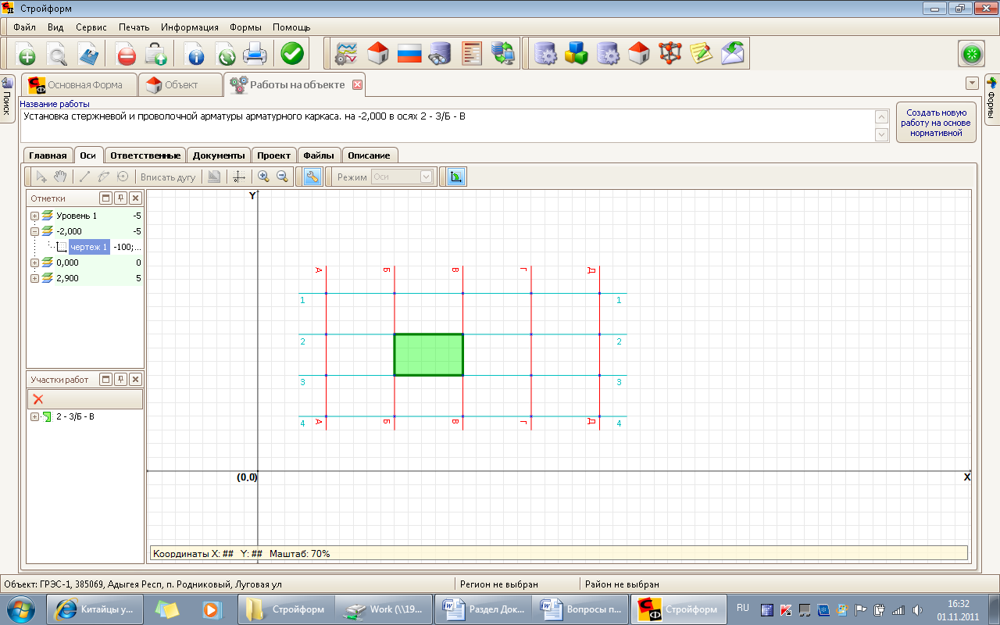 Стройформ
Файл Вид Сервис Печать Информация Формы Помощь
Основная Форма Объект Работы на объекте
Поиск
Формы
Название работы
Установка стержневой и проволочной арматуры арматурного каркаса. на -2,000 в осях 2 - 3/Б - В
Создать новую
работу на основе
нормативной
Главная Оси Ответственные Документы Проект Файлы Описание
Вписать дугу Режим Оси
Отметки
Уровень 1 -5
-2,000 -5
чертеж 1 -100;...
0,000 0
2,900 5
Участки работ
2 - 3/Б - В
Y
А Б В Г Д
1 1
2 2
3 3
4 А Б В Г Д 4
(0,0) X
Координаты X: ## Y: ## Маштаб: 70%
Объект: ГРЭС-1, 385069, Адыгея Респ, п. Родниковый, Луговая ул Регион не выбран Район не выбран
Китайцы у... Стройформ Work (\\19... Раздел Док... Вопросы п... Стройформ RU 16:32
01.11.2011